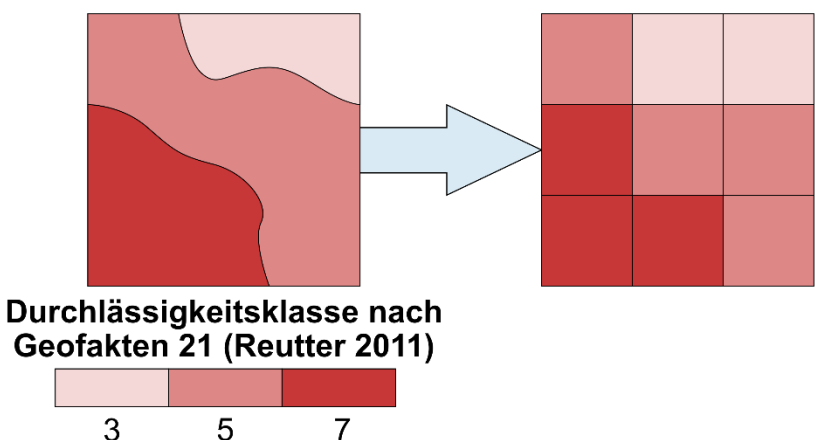 Durchlässigkeitsklasse nach
Geofakten 21 (Reutter 2011)
3 5 7